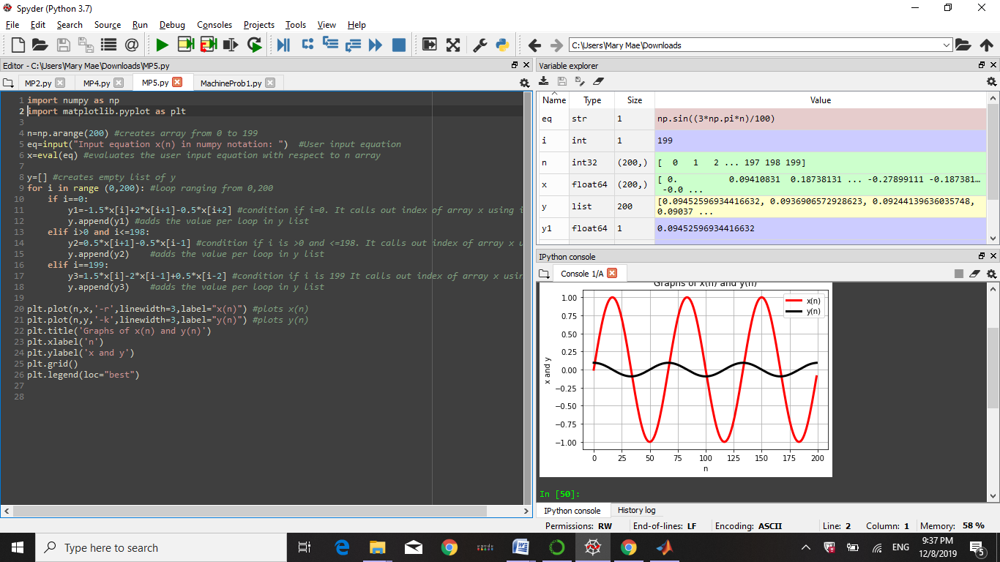 Spyder (Python 3.7)
File Edit Search Source Run Debug Consoles Projects Tools View Help
C:\Users\Mary Mae\Downloads
Editor - C:\Users\Mary Mae\Downloads\MP5.py
MP2.py MP4.py MP5.py MachineProb1.py
1 import numpy as np
2 import matplotlib.pyplot as plt
3
4 n=np.arange(200) #creates array from 0 to 199
5 eq=input("Input equation x(n) in numpy notation: ")  #User input equation
6 x=eval(eq) #evaluates the user input equation with respect to n array
7
8 y=[] #creates empty list of y
9 for i in range (0,200): #loop ranging from 0,200
10     if i==0:
11         y1=-1.5*x[i]+2*x[i+1]-0.5*x[i+2] #condition if i=0. It calls out index of array x using i
12         y.append(y1) #adds the value per loop in y list
13     elif i>0 and i<=198:
14         y2=0.5*x[i+1]-0.5*x[i-1] #condition if i is >0 and <=198. It calls out index of array x u
15         y.append(y2)    #adds the value per loop in y list
16     elif i==199:
17         y3=1.5*x[i]-2*x[i-1]+0.5*x[i-2] #condition if i is 199 It calls out index of array x usin
18         y.append(y3)    #adds the value per loop in y list
19
20 plt.plot(n,x,'-r',linewidth=3,label="x(n)") #plots x(n)
21 plt.plot(n,y,'-k',linewidth=3,label="y(n)") #plots y(n)
22 plt.title('Graphs of x(n) and y(n)')
23 plt.xlabel('n')
24 plt.ylabel('x and y')
25 plt.grid()
26 plt.legend(loc="best")
27
28
Variable explorer
Name Type Size Value
eq str 1 np.sin((3*np.pi*n)/100)
i int 1 199
n int32 (200,) [  0   1   2 ... 197 198 199]
x float64 (200,) [ 0.          0.09410831  0.18738131 ... -0.27899111 -0.187381…
-0.0 ...
y list 200 [0.09452596934416632, 0.0936906572928623, 0.09244139636035748,
0.09037 ...
y1 float64 1 0.09452596934416632
IPython console
Console 1/A
Graphs of x(n) and y(n)
x(n)
y(n)
1.00
0.75
0.50
0.25
0.00
−0.25
−0.50
−0.75
−1.00
x and y
0 25 50 75 100 125 150 175 200
n
In [50]:
IPython console History log
Permissions: RW End-of-lines: LF Encoding: ASCII Line: 2 Column: 1 Memory: 58 %
Type here to search
ENG
9:37 PM
12/8/2019
5